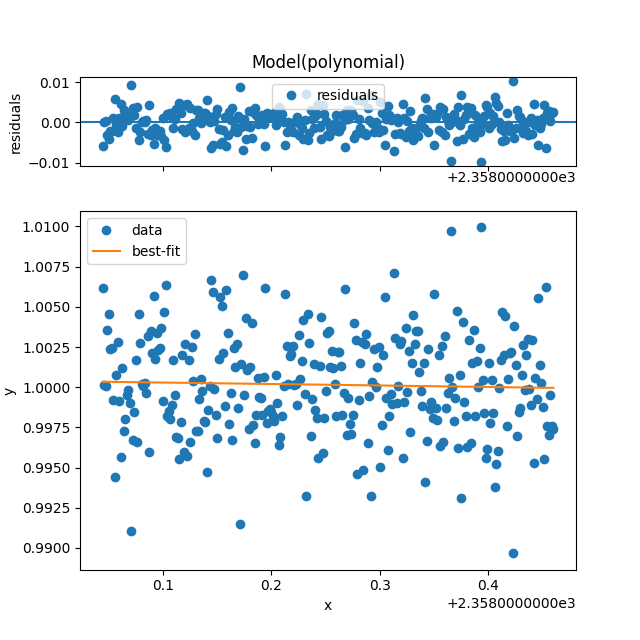 Model(polynomial)
0.01
0.00
−0.01
residuals
residuals
+2.3580000000e3
1.0100
1.0075
1.0050
1.0025
1.0000
0.9975
0.9950
0.9925
0.9900
y
data
best-fit
0.1 0.2 0.3 0.4
x
+2.3580000000e3